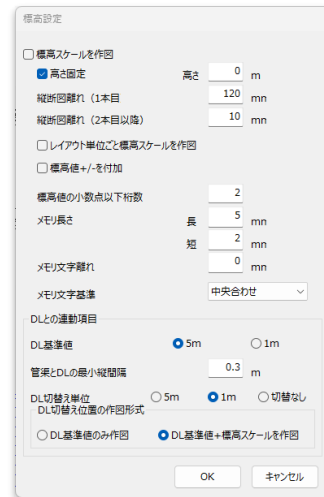 標高設定
標高スケールを作図
高さ固定 高さ 0 m
縦断図離れ（1本目 120 mn
縦断図離れ（2本目以降） 10 mn
レイアウト単位ごと標高スケールを作図
標高値+/-を付加
標高値の小数点以下桁数 2
メモリ長さ 長 5 mn
短 2 mn
メモリ文字離れ 0 mn
メモリ文字基準 中央合わせ
DLとの連動項目
DL基準値 5m 1m
管渠とDLの最小縦間隔 0.3 m
DL切替え単位 5m 1m 切替なし
DL切替え位置の作図形式
DL基準値のみ作図 DL基準値+標高スケールを作図
OK キャンセル